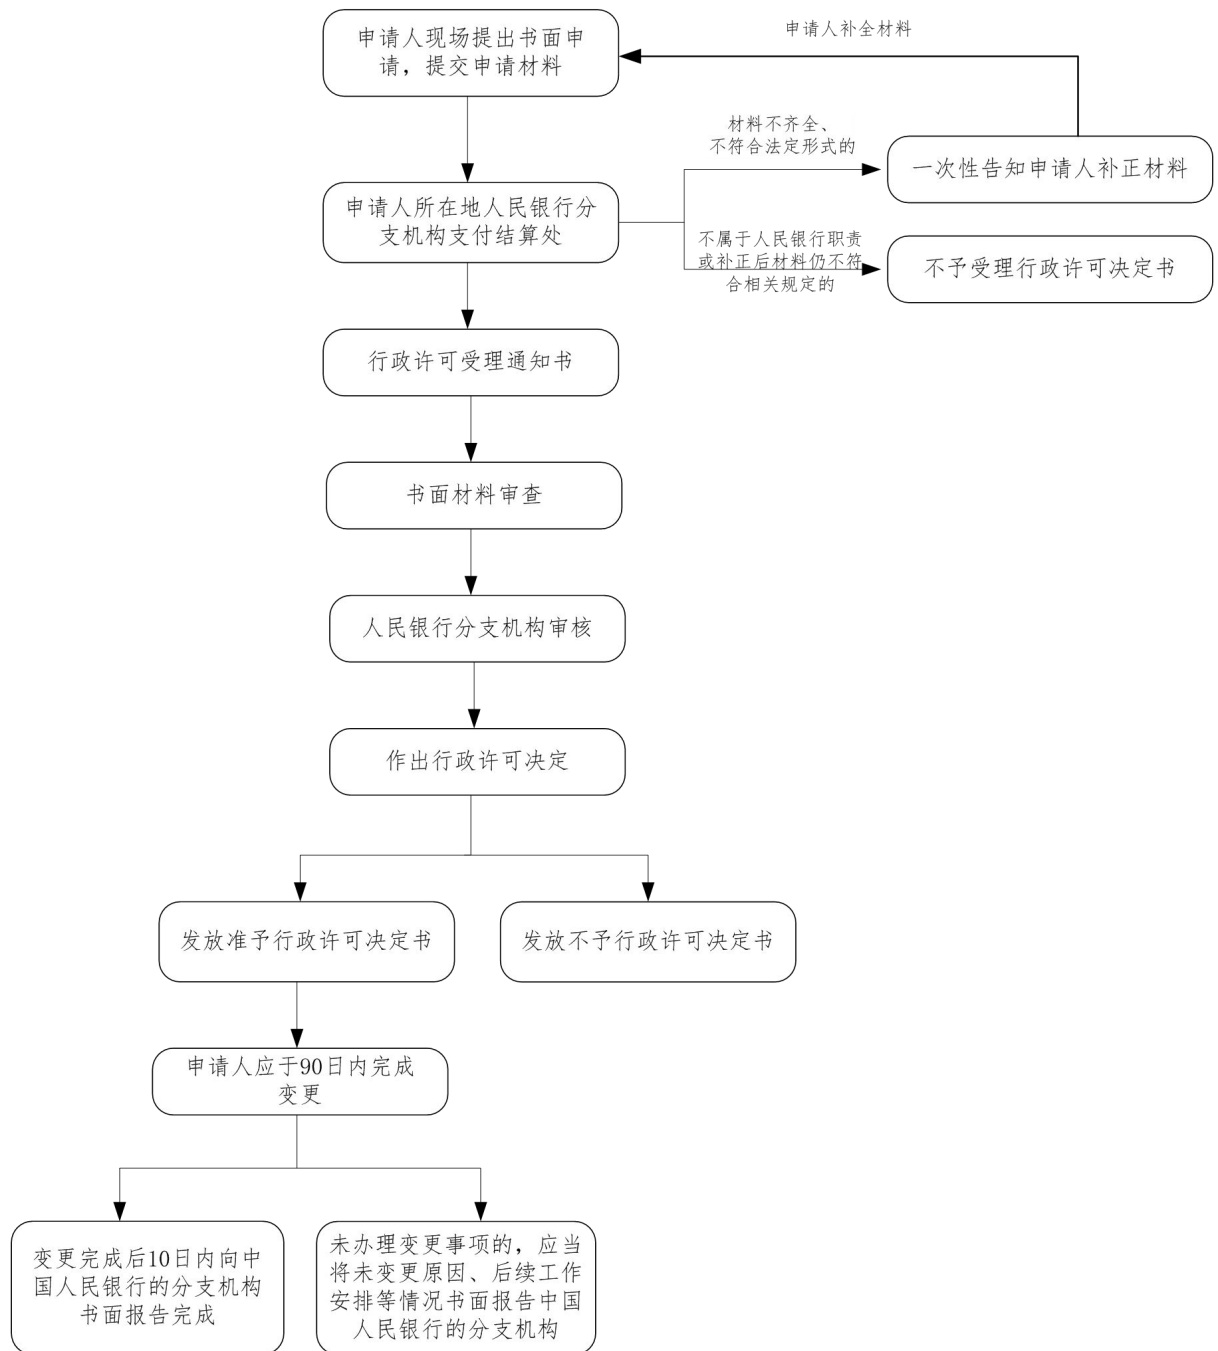 申请人现场提出书面申
请，提交申请材料
申请人补全材料
材料不齐全、
不符合法定形式的
一次性告知申请人补正材料
申请人所在地人民银行分
支机构支付结算处
不属于人民银行职责
或补正后材料仍不符
合相关规定的
不予受理行政许可决定书
行政许可受理通知书
书面材料审查
人民银行分支机构审核
作出行政许可决定
发放准予行政许可决定书
发放不予行政许可决定书
申请人应于90日内完成
变更
变更完成后10日内向中
国人民银行的分支机构
书面报告完成
未办理变更事项的，应当
将未变更原因、后续工作
安排等情况书面报告中国
人民银行的分支机构